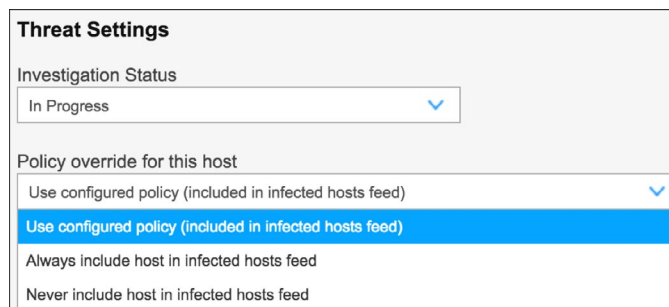 Threat Settings
Investigation Status
In Progress
Policy override for this host
Use configured policy (included in infected hosts feed)
Use configured policy (included in infected hosts feed)
Always include host in infected hosts feed
Never include host in infected hosts feed